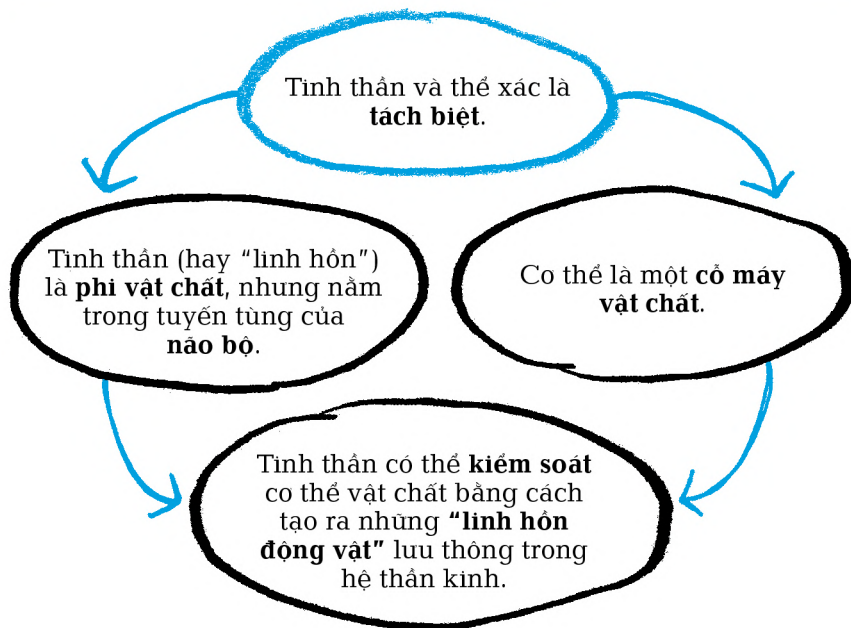 Tinh thần và thể xác là
tách biệt.
Tinh thần (hay “linh hồn”)
là phi vật chất, nhưng nằm
trong tuyến tùng của
não bộ.
Cơ thể là một cỗ máy
vật chất.
Tinh thần có thể kiểm soát
cơ thể vật chất bằng cách
tạo ra những “linh hồn
động vật” lưu thông trong
hệ thần kinh.